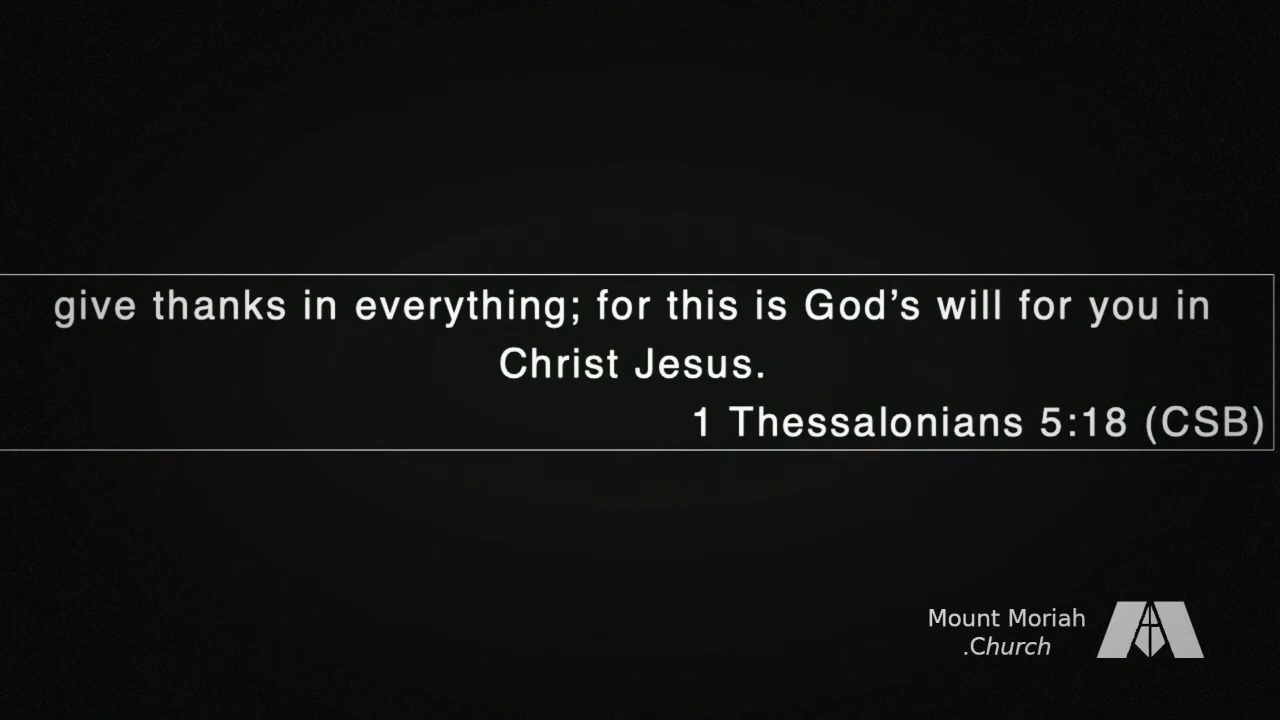 give thanks in everything; for this is God’s will for you in
Christ Jesus.
1 Thessalonians 5:18 (CSB)
Mount Moriah
.Church